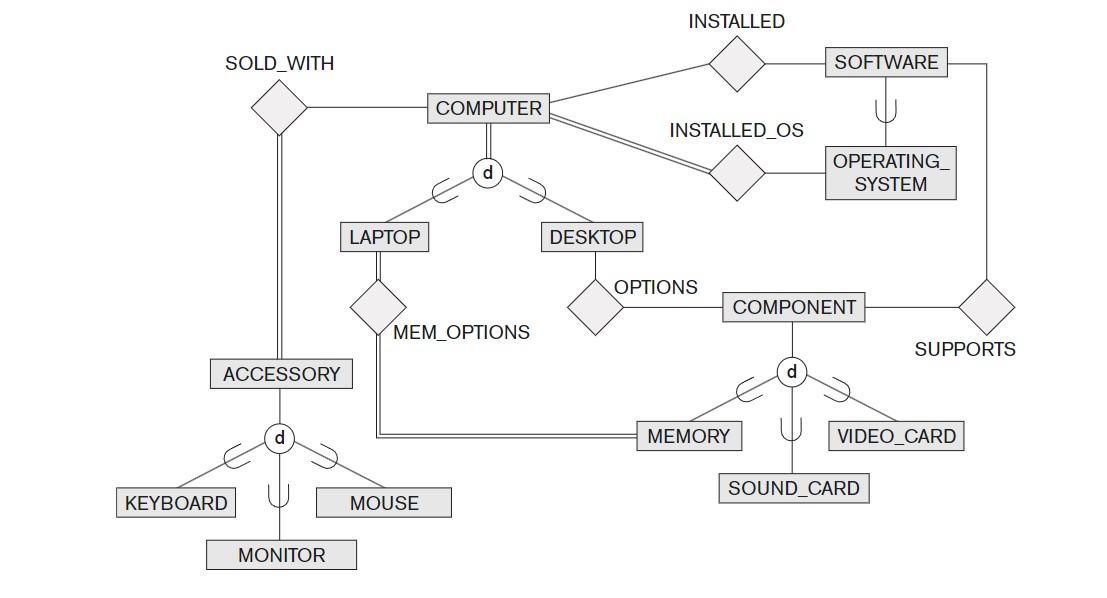 INSTALLED
SOLD_WITH
SOFTWARE
COMPUTER
INSTALLED_OS
d
OPERATING_
SYSTEM
LAPTOP
DESKTOP
OPTIONS
COMPONENT
MEM_OPTIONS
SUPPORTS
ACCESSORY
d
d
MEMORY
VIDEO_CARD
SOUND_CARD
KEYBOARD
MOUSE
MONITOR